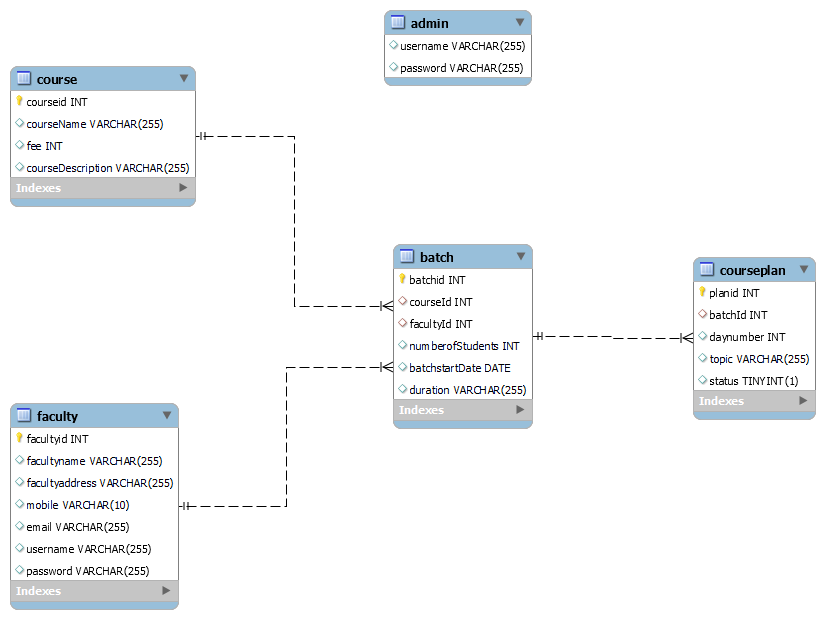 admin
username VARCHAR(255)
password VARCHAR(255)
course
courseid INT
courseName VARCHAR(255)
fee INT
courseDescription VARCHAR(255)
Indexes
batch
batchid INT
courseId INT
facultyId INT
numberofStudents INT
batchstartDate DATE
duration VARCHAR(255)
Indexes
courseplan
planid INT
batchId INT
daynumber INT
topic VARCHAR(255)
status TINYINT(1)
Indexes
faculty
facultyid INT
facultyname VARCHAR(255)
facultyaddress VARCHAR(255)
mobile VARCHAR(10)
email VARCHAR(255)
username VARCHAR(255)
password VARCHAR(255)
Indexes